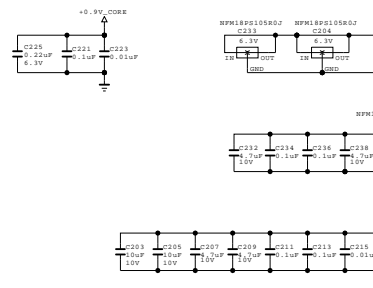 +0.9V_CORE
NFM18PS105R0J NFM18PS105R0J
C233 C204
C225 C221 C223 6.3V 6.3V
0.22uF 0.1uF 0.01uF
6.3V IN OUT IN OUT
GND GND
NFM1
C232 C234 C236 C238
4.7uF 0.1uF 0.1uF 4.7uF
10V 10V
C203 C205 C207 C209 C211 C213 C215
10uF 10uF 4.7uF 4.7uF 0.1uF 0.1uF 0.01u
10V 10V 10V 10V